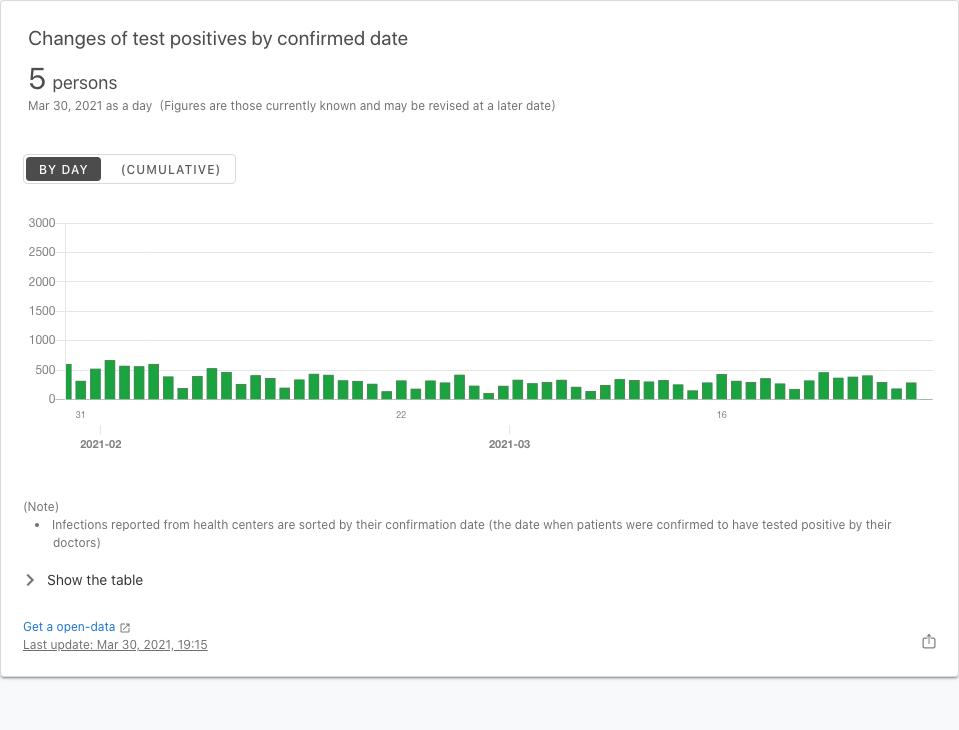 Changes of test positives by confirmed date
5 persons
Mar 30, 2021 as a day (Figures are those currently known and may be revised at a later date)
BY DAY (CUMULATIVE)
3000
2500
2000
1500
1000
500
0
31 22 16
2021-02 2021-03
(Note)
• Infections reported from health centers are sorted by their confirmation date (the date when patients were confirmed to have tested positive by their
doctors)
Show the table
Get a open-data
Last update: Mar 30, 2021, 19:15